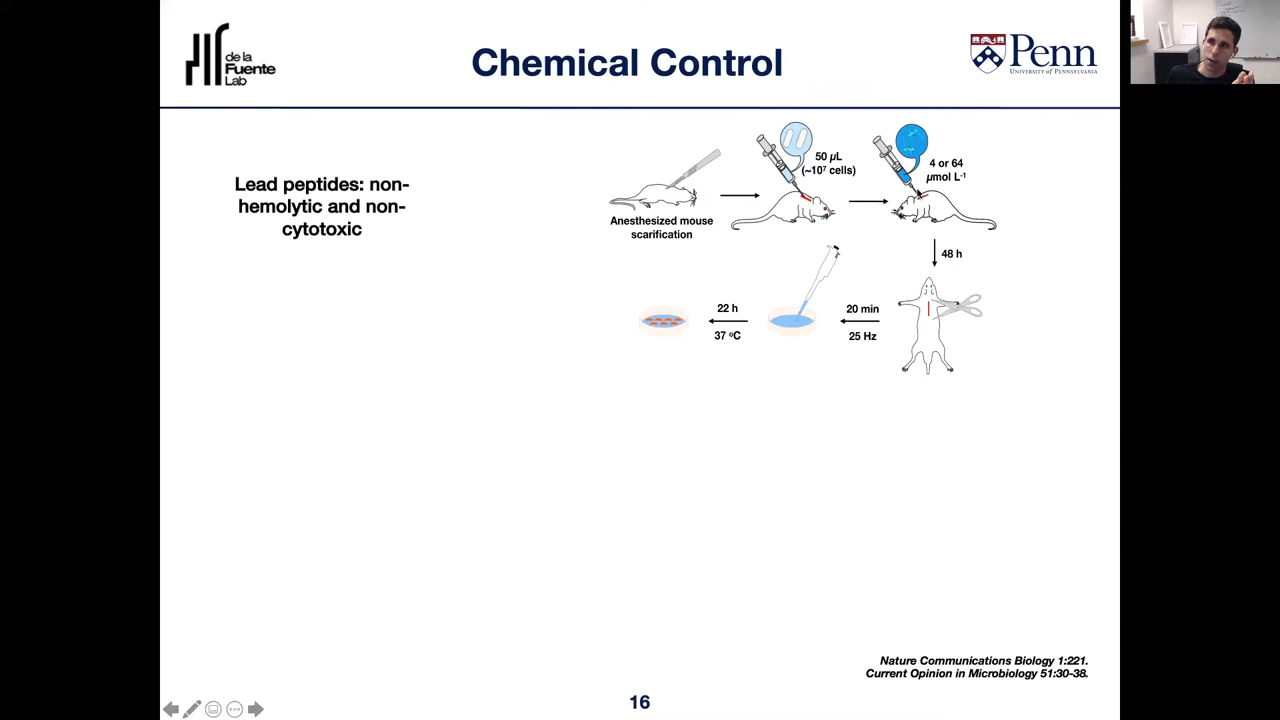 de la
Fuente
Lab
Chemical Control
Penn
UNIVERSITY OF PENNSYLVANIA
Lead peptides: non-
hemolytic and non-
cytotoxic
50 µL
(~10⁷ cells)
4 or 64
µmol L⁻¹
Anesthesized mouse
scarification
48 h
22 h
37 ºC
20 min
25 Hz
Nature Communications Biology 1:221.
Current Opinion in Microbiology 51:30-38.
16